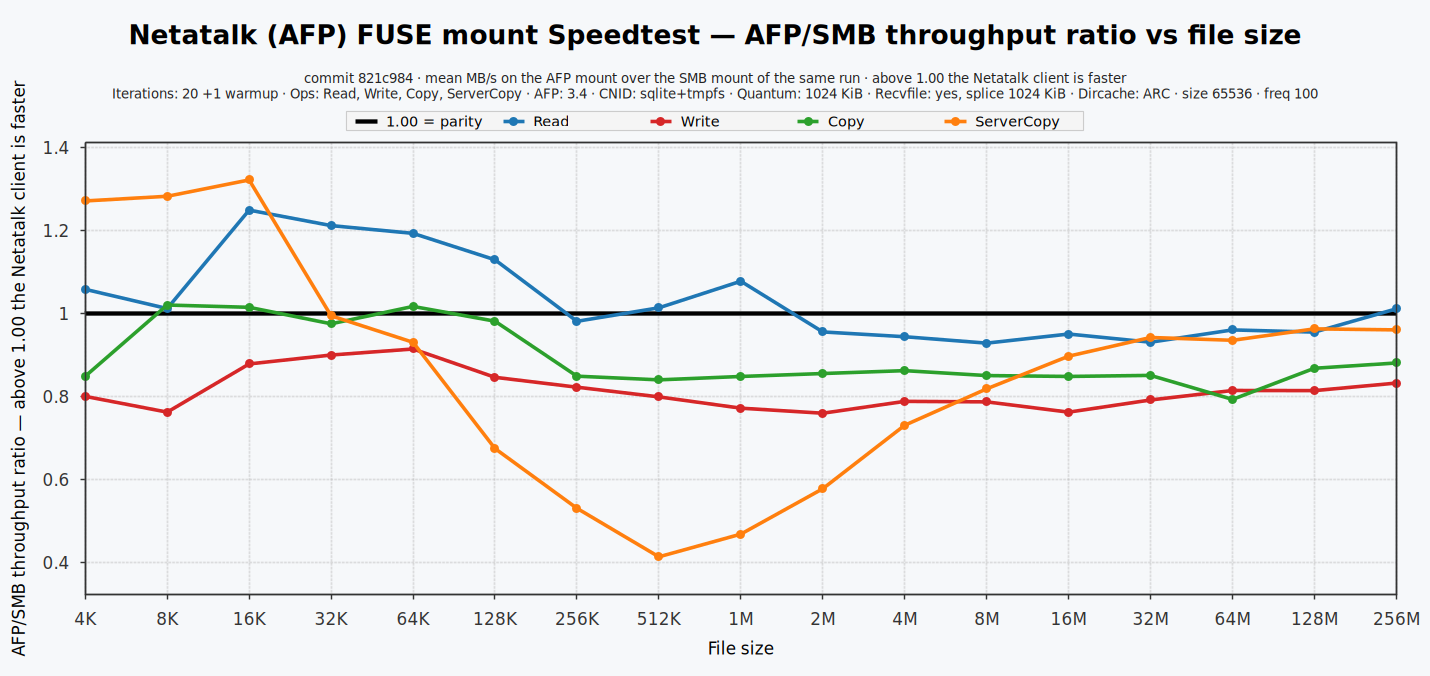 Netatalk (AFP) FUSE mount Speedtest — AFP/SMB throughput ratio vs file size
commit 821c984 · mean MB/s on the AFP mount over the SMB mount of the same run · above 1.00 the Netatalk client is faster
Iterations: 20 +1 warmup · Ops: Read, Write, Copy, ServerCopy · AFP: 3.4 · CNID: sqlite+tmpfs · Quantum: 1024 KiB · Recvfile: yes, splice 1024 KiB · Dircache: ARC · size 65536 · freq 100
1.00 = parity Read Write Copy ServerCopy
AFP/SMB throughput ratio — above 1.00 the Netatalk client is faster
1.4
1.2
1
0.8
0.6
0.4
4K 8K 16K 32K 64K 128K 256K 512K 1M 2M 4M 8M 16M 32M 64M 128M 256M
File size